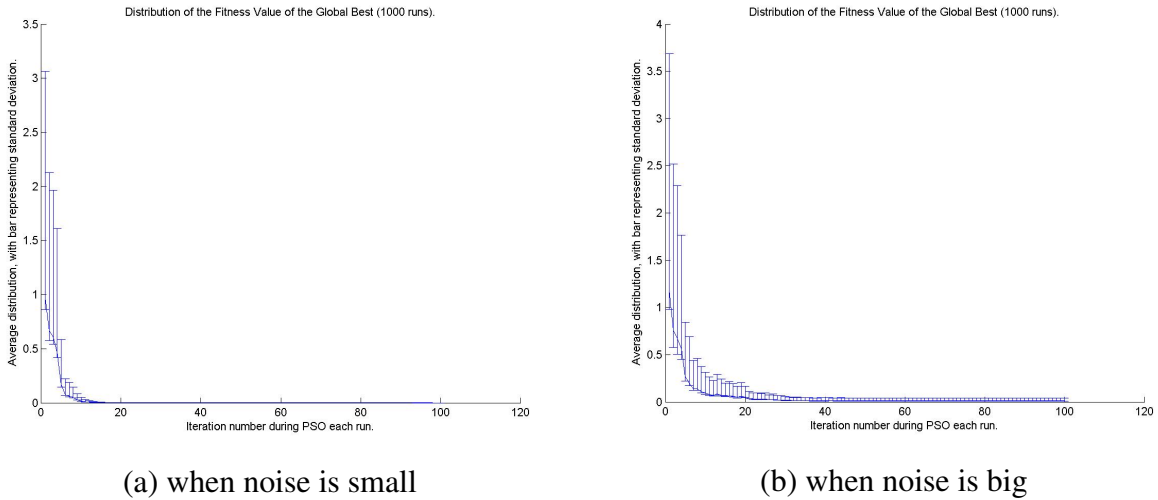 Distribution of the Fitness Value of the Global Best (1000 runs).
Average distribution, with bar representing standard deviation.
3.5
3
2.5
2
1.5
1
0.5
0
0 20 40 60 80 100 120
Iteration number during PSO each run.
(a) when noise is small
Distribution of the Fitness Value of the Global Best (1000 runs).
Average distribution, with bar representing standard deviation.
4
3.5
3
2.5
2
1.5
1
0.5
0
0 20 40 60 80 100 120
Iteration number during PSO each run.
(b) when noise is big